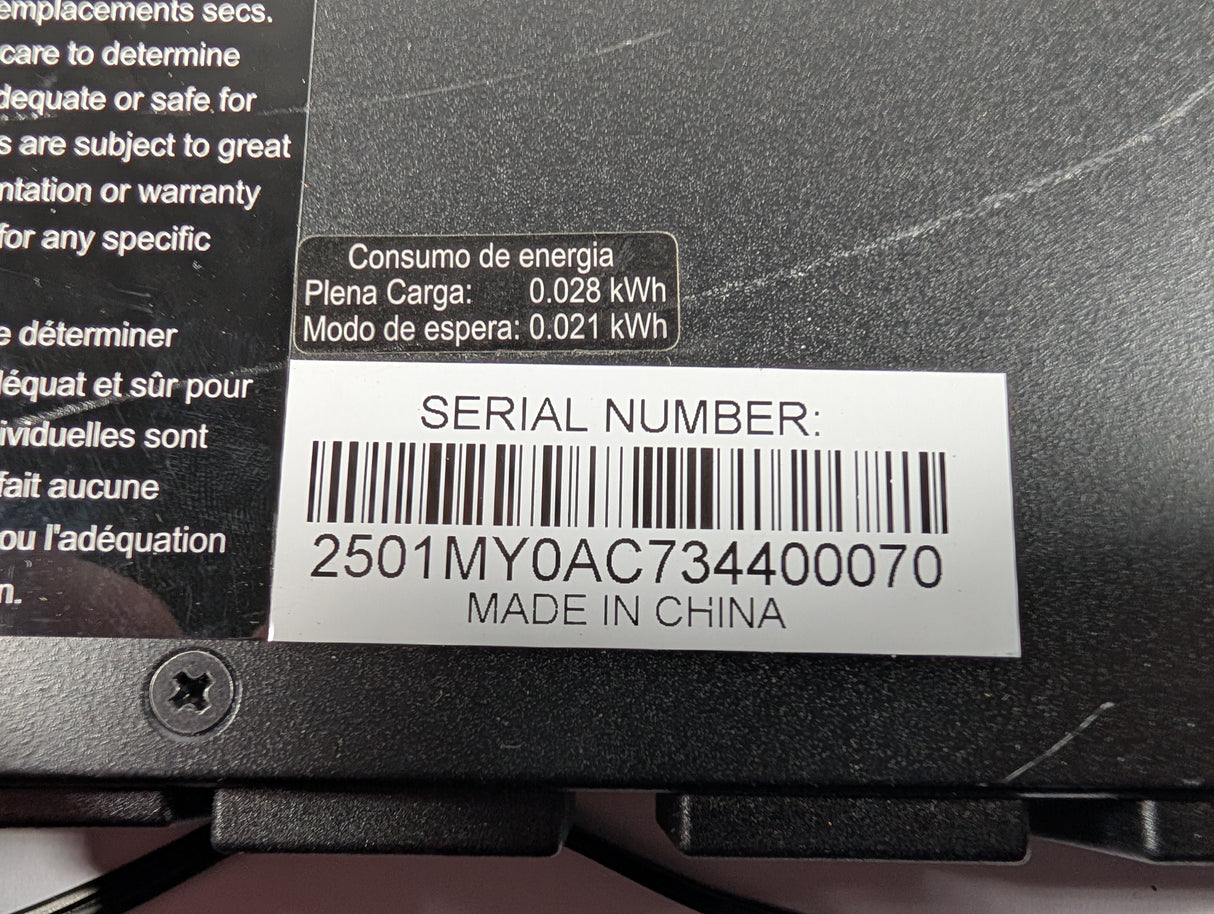 emplacements secs.
care to determine
dequate or safe for
s are subject to great
ntation or warranty
for any specific
e déterminer
déquat et sûr pour
ividuelles sont
fait aucune
ou l'adéquation
n.
Consumo de energia
Plena Carga: 0.028 kWh
Modo de espera: 0.021 kWh
SERIAL NUMBER:
2501MY0AC734400070
MADE IN CHINA